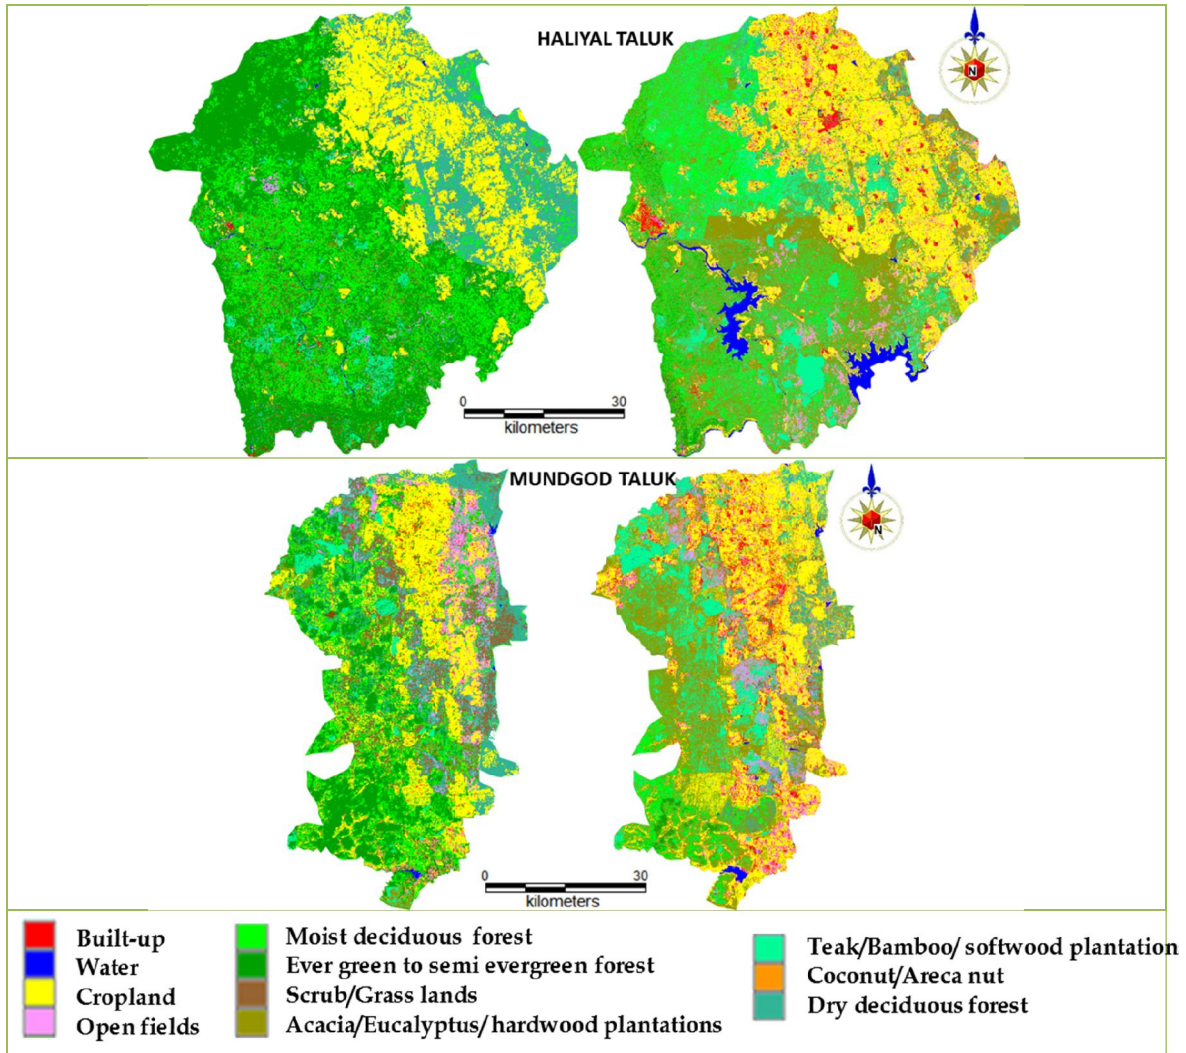 HALIYAL TALUK
N
0 30
kilometers
MUNDGOD TALUK
N
0 30
kilometers
Built-up
Water
Cropland
Open fields
Moist deciduous forest
Ever green to semi evergreen forest
Scrub/Grass lands
Acacia/Eucalyptus/ hardwood plantations
Teak/Bamboo/ softwood plantation
Coconut/Areca nut
Dry deciduous forest